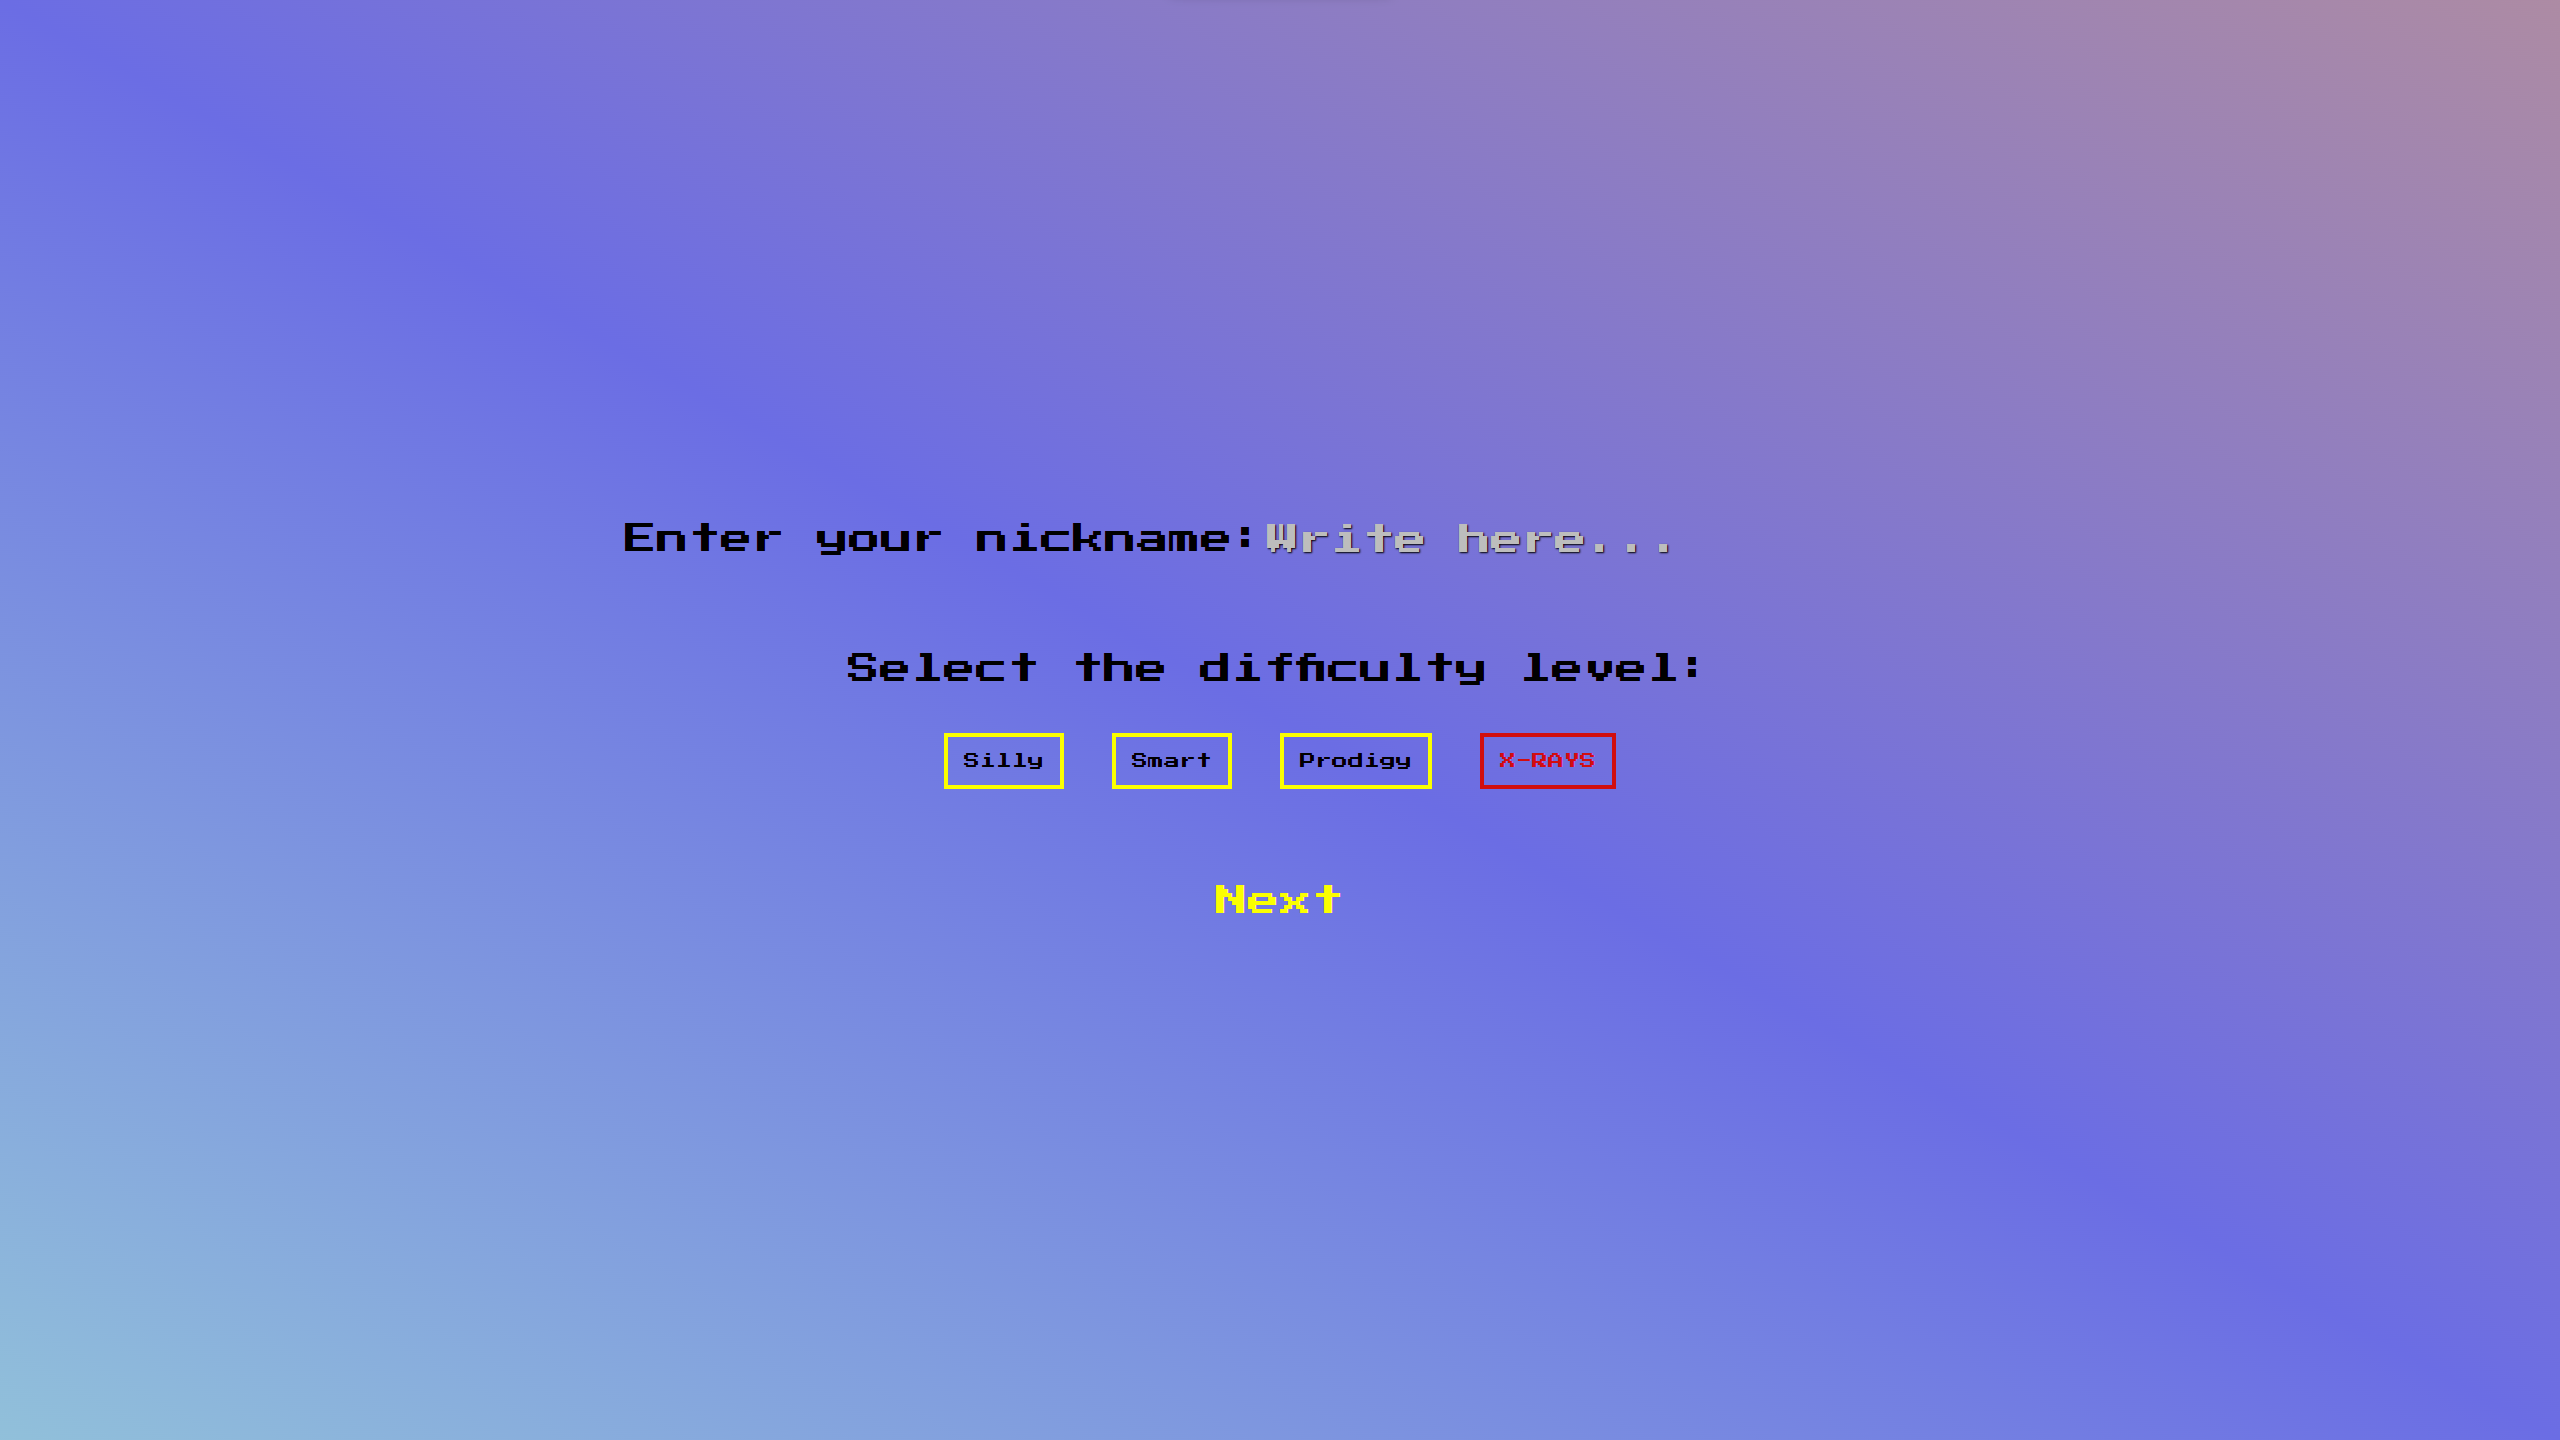 Enter your nickname: Write here...
Select the difficulty level:
Silly Smart Prodigy X-RAYS
Next